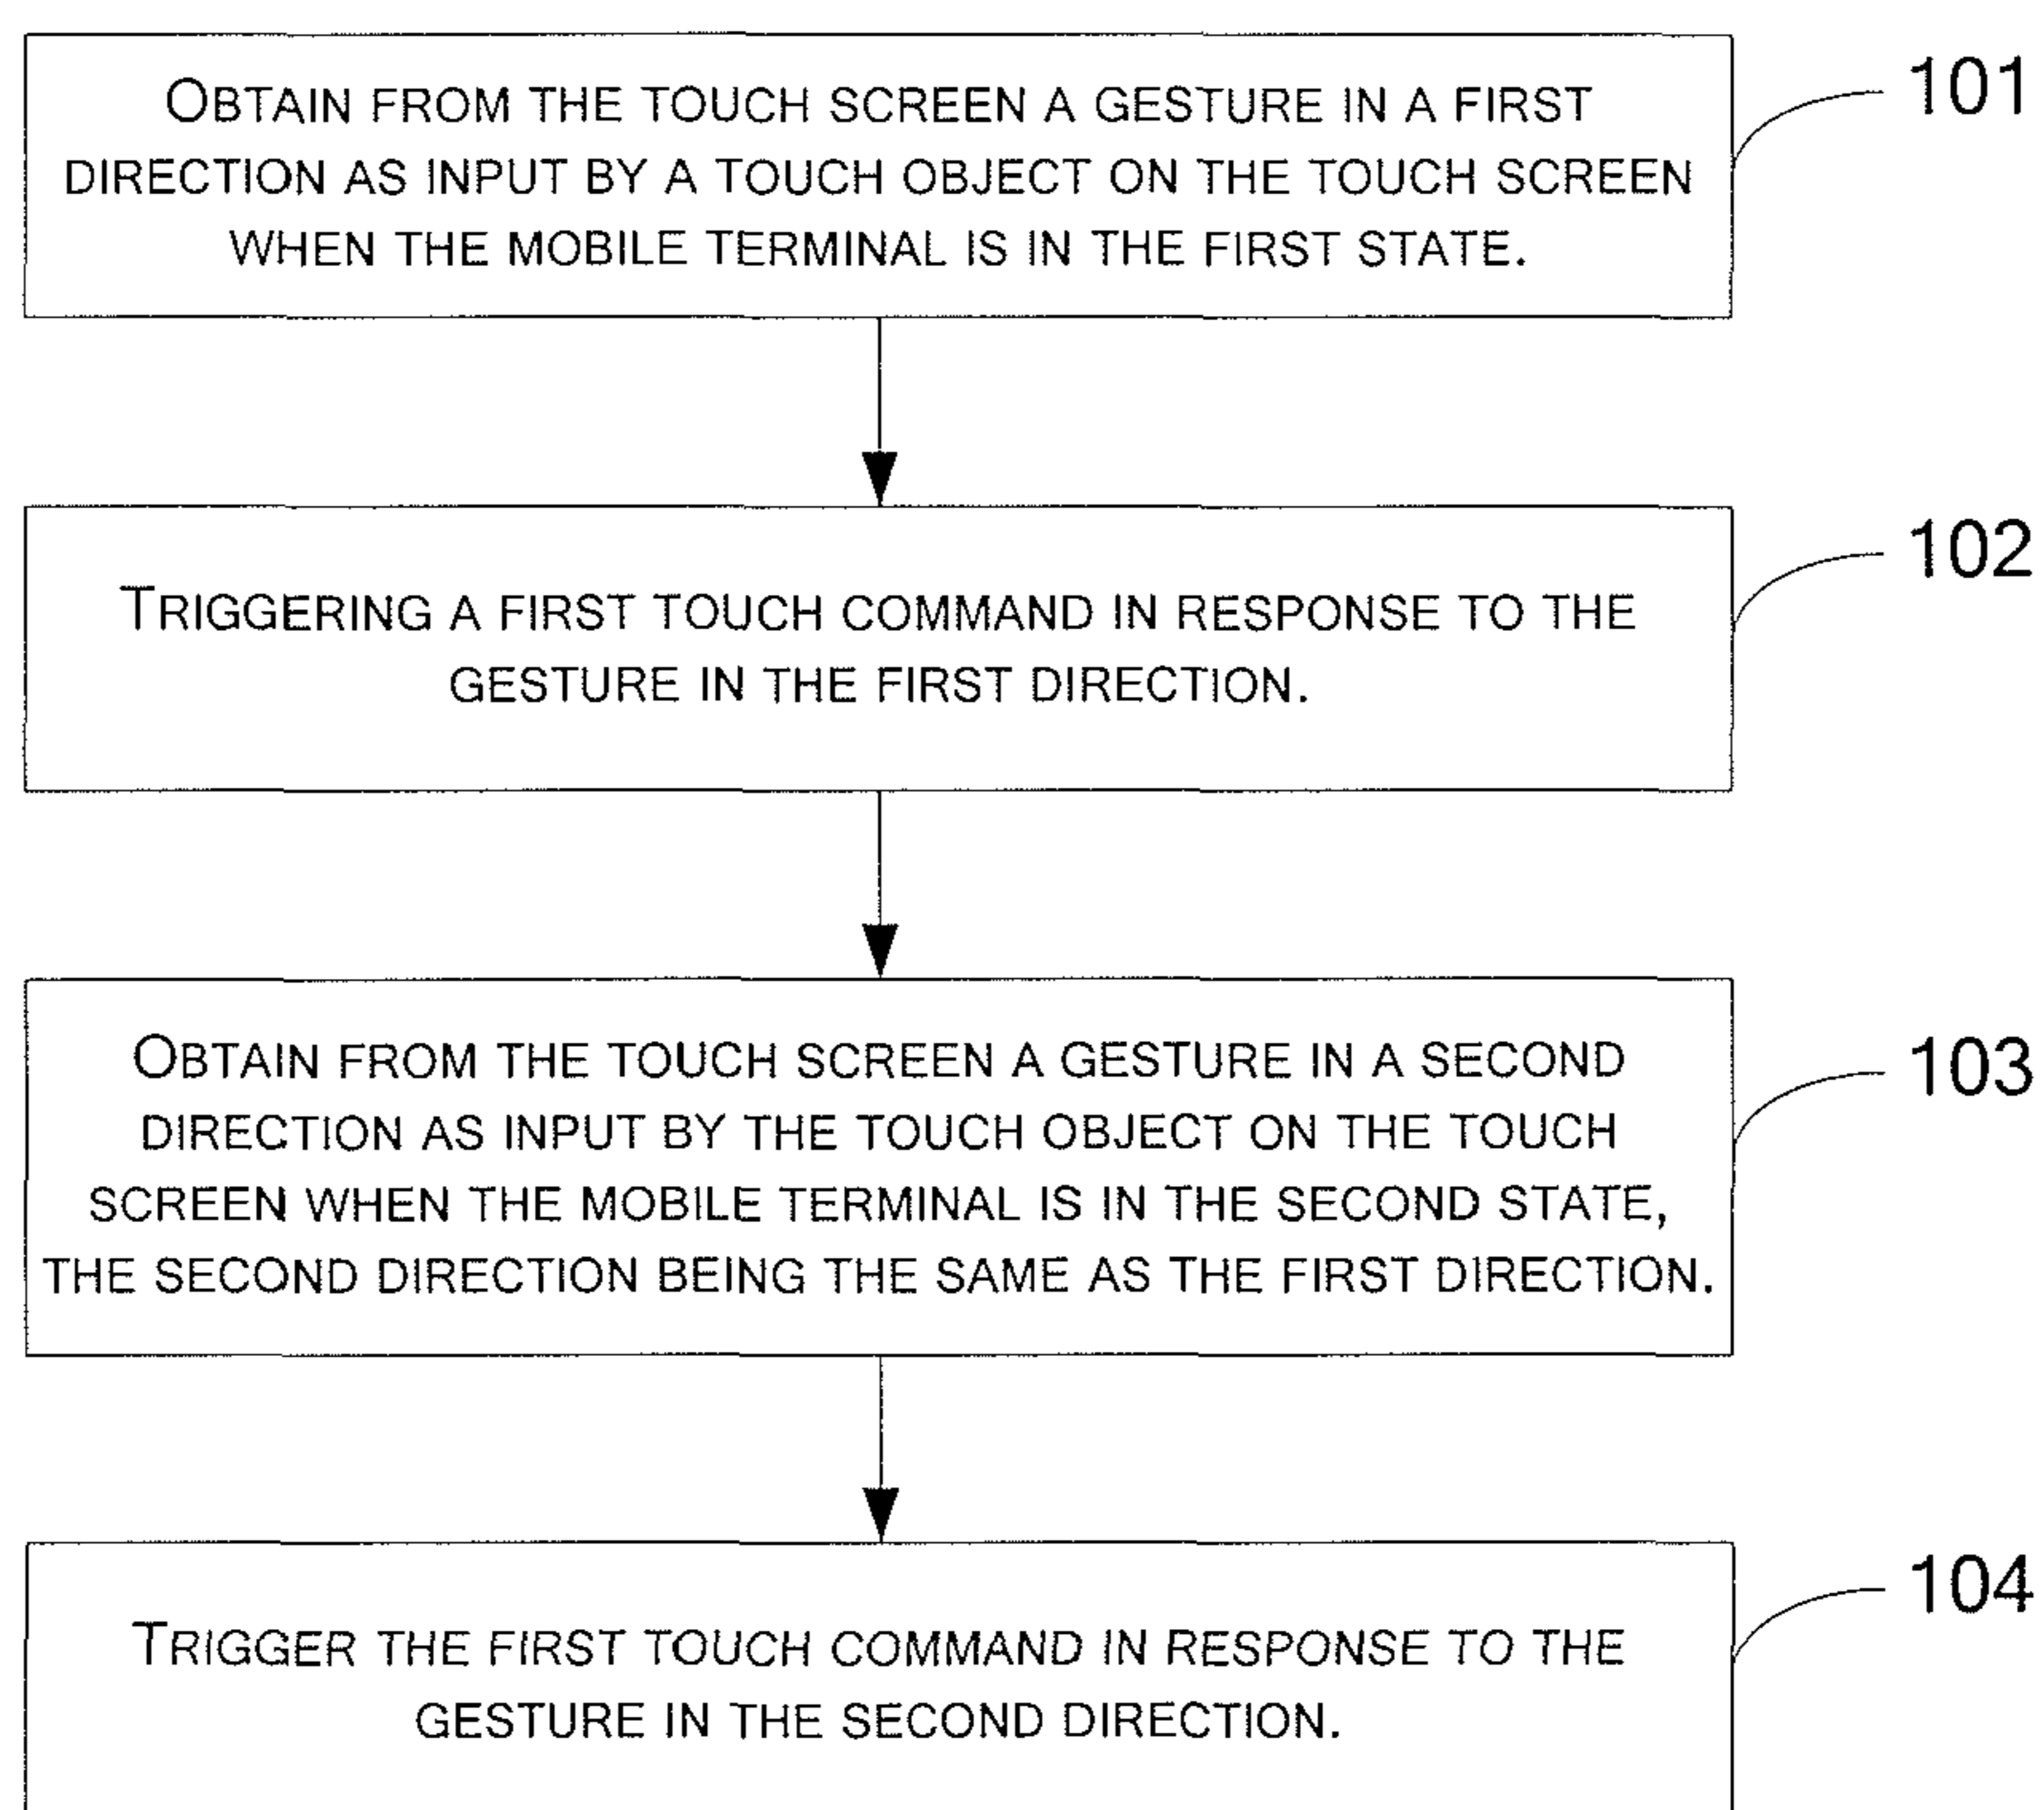 OBTAIN FROM THE TOUCH SCREEN A GESTURE IN A FIRST
DIRECTION AS INPUT BY A TOUCH OBJECT ON THE TOUCH SCREEN
WHEN THE MOBILE TERMINAL IS IN THE FIRST STATE.
101
TRIGGERING A FIRST TOUCH COMMAND IN RESPONSE TO THE
GESTURE IN THE FIRST DIRECTION.
102
OBTAIN FROM THE TOUCH SCREEN A GESTURE IN A SECOND
DIRECTION AS INPUT BY THE TOUCH OBJECT ON THE TOUCH
SCREEN WHEN THE MOBILE TERMINAL IS IN THE SECOND STATE,
THE SECOND DIRECTION BEING THE SAME AS THE FIRST DIRECTION.
103
TRIGGER THE FIRST TOUCH COMMAND IN RESPONSE TO THE
GESTURE IN THE SECOND DIRECTION.
104